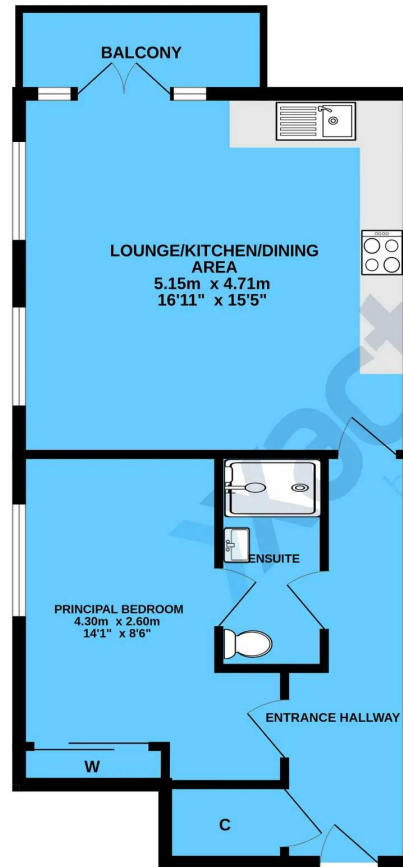 BALCONY
LOUNGE/KITCHEN/DINING
AREA
5.15m x 4.71m
16'11" x 15'5"
ENSUITE
PRINCIPAL BEDROOM
4.30m x 2.60m
14'1" x 8'6"
ENTRANCE HALLWAY
W
C